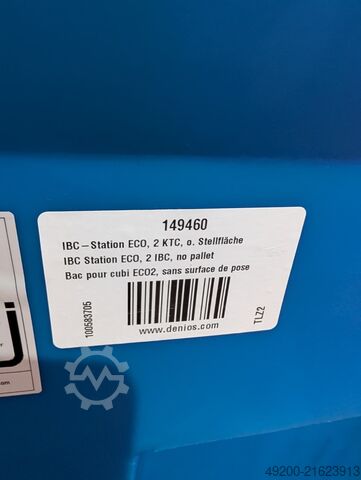 149460
IBC–Station ECO, 2 KTC, o. Stellfläche
IBC Station ECO, 2 IBC, no pallet
Bac pour cubi ECO2, sans surface de pose
100583705
www.denios.com
TLZ2
49200-21623913